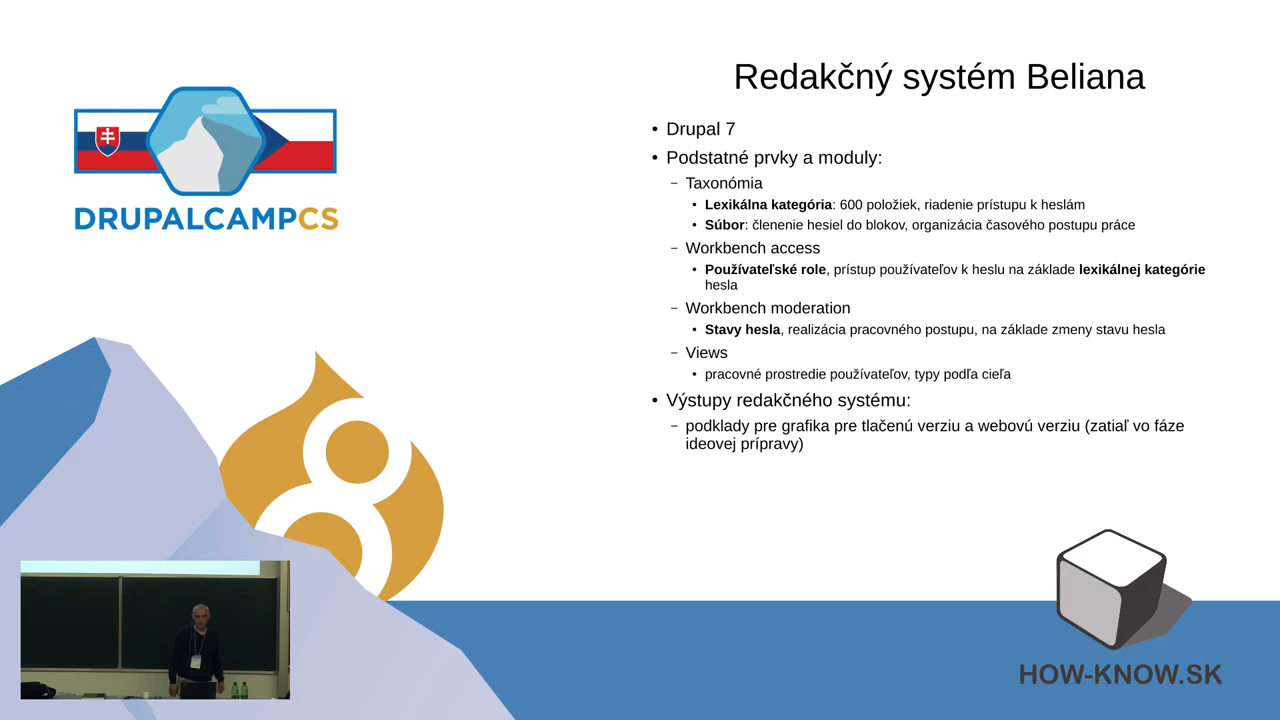 DRUPALCAMPCS
Redakčný systém Beliana
• Drupal 7
• Podstatné prvky a moduly:
– Taxonómia
• Lexikálna kategória: 600 položiek, riadenie prístupu k heslám
• Súbor: členenie hesiel do blokov, organizácia časového postupu práce
– Workbench access
• Používateľské role, prístup používateľov k heslu na základe lexikálnej kategórie
hesla
– Workbench moderation
• Stavy hesla, realizácia pracovného postupu, na základe zmeny stavu hesla
– Views
• pracovné prostredie používateľov, typy podľa cieľa
• Výstupy redakčného systému:
– podklady pre grafika pre tlačenú verziu a webovú verziu (zatiaľ vo fáze
ideovej prípravy)
8
HOW-KNOW.SK